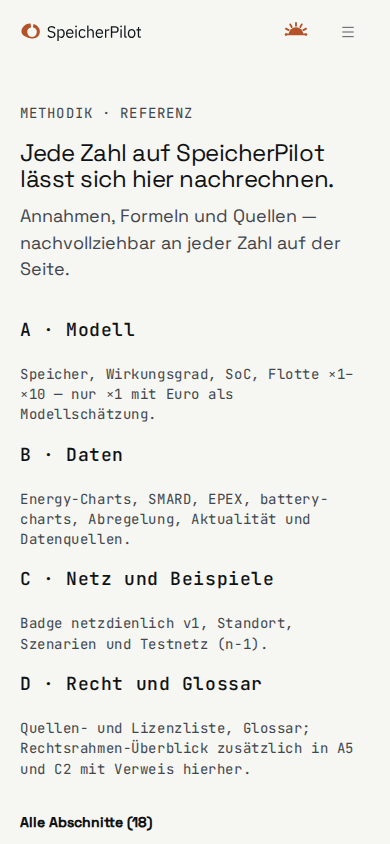 SpeicherPilot
METHODIK · REFERENZ
Jede Zahl auf SpeicherPilot
lässt sich hier nachrechnen.
Annahmen, Formeln und Quellen —
nachvollziehbar an jeder Zahl auf der
Seite.
A · Modell
Speicher, Wirkungsgrad, SoC, Flotte ×1–
×10 — nur ×1 mit Euro als
Modellschätzung.
B · Daten
Energy-Charts, SMARD, EPEX, battery-
charts, Abregelung, Aktualität und
Datenquellen.
C · Netz und Beispiele
Badge netzdienlich v1, Standort,
Szenarien und Testnetz (n-1).
D · Recht und Glossar
Quellen- und Lizenzliste, Glossar;
Rechtsrahmen-Überblick zusätzlich in A5
und C2 mit Verweis hierher.
Alle Abschnitte (18)